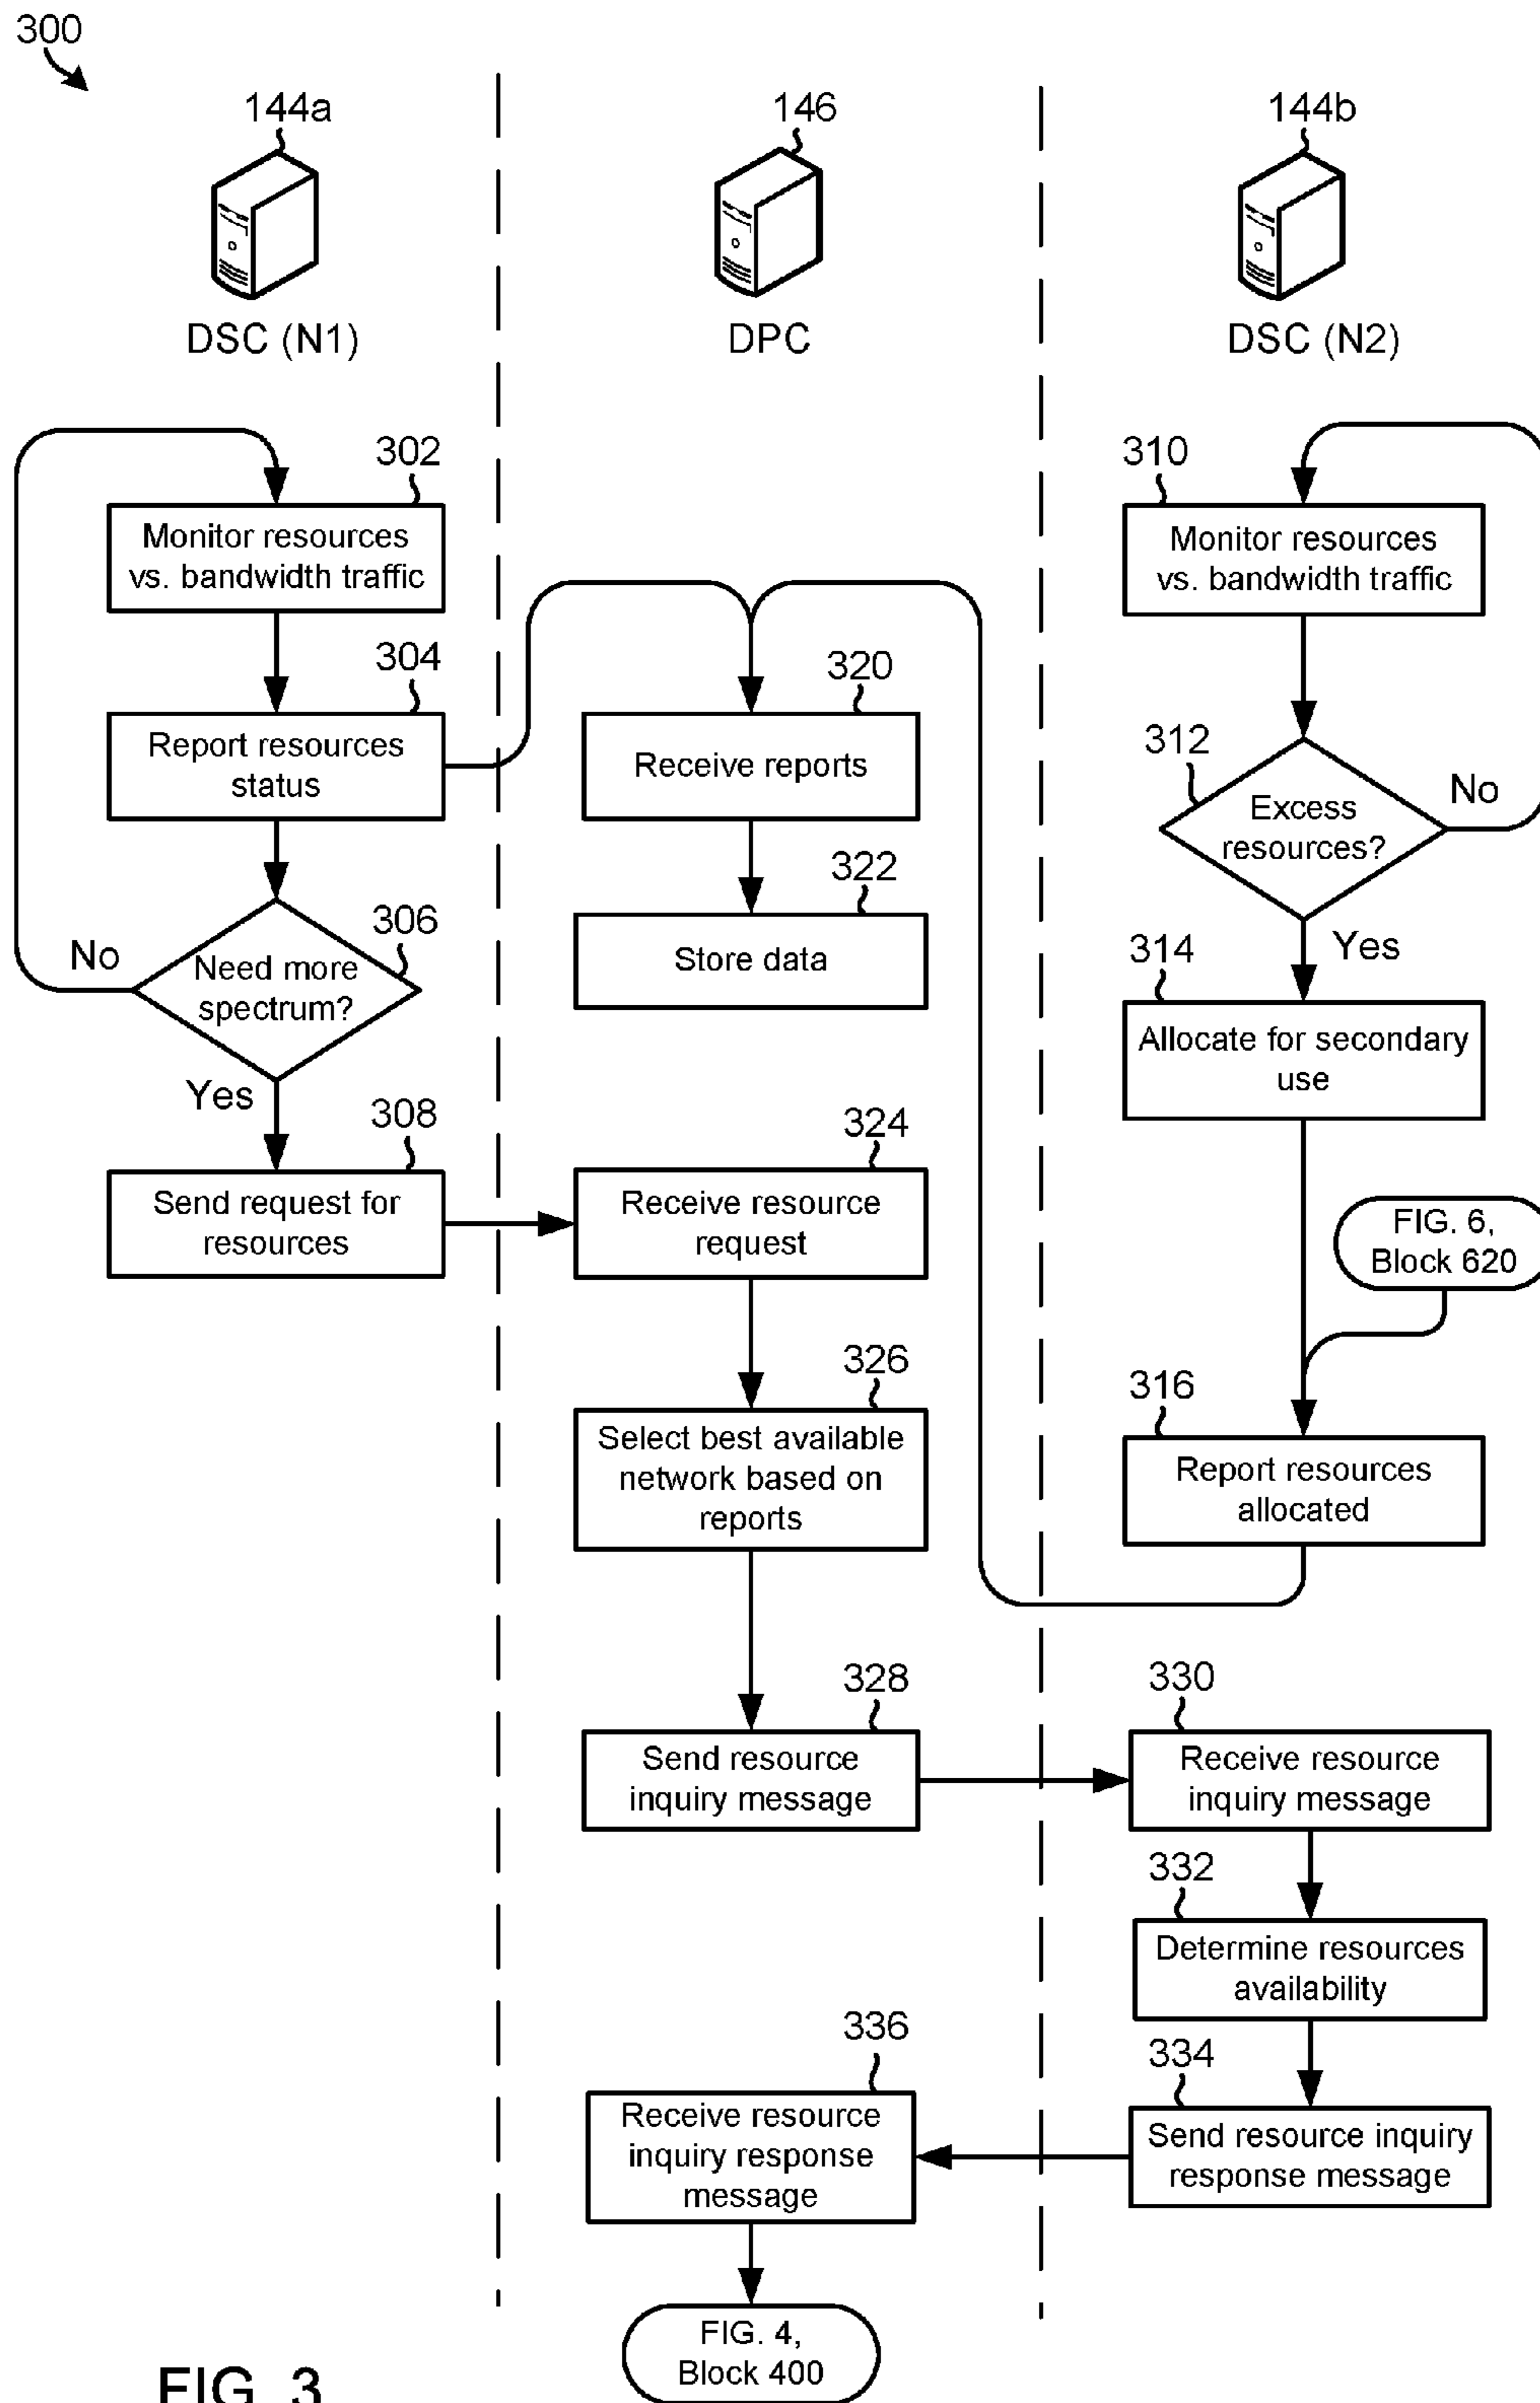 300
144a
146
144b
DSC (N1)
DPC
DSC (N2)
302
Monitor resources
vs. bandwidth traffic
304
Report resources
status
306
Need more
spectrum?
No
Yes
308
Send request for
resources
320
Receive reports
322
Store data
324
Receive resource
request
326
Select best available
network based on
reports
328
Send resource
inquiry message
336
Receive resource
inquiry response
message
FIG. 4,
Block 400
310
Monitor resources
vs. bandwidth traffic
312
Excess
resources?
No
Yes
314
Allocate for secondary
use
FIG. 6,
Block 620
316
Report resources
allocated
330
Receive resource
inquiry message
332
Determine resources
availability
334
Send resource inquiry
response message
FIG. 3